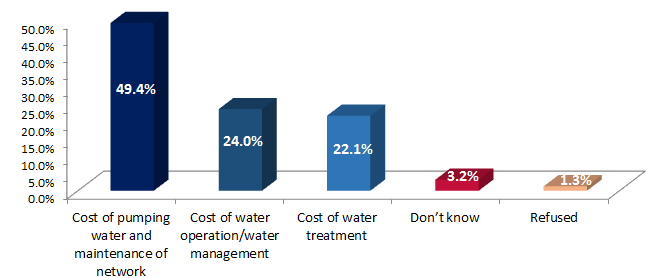 50.0%
45.0%
40.0%
35.0%
30.0%
25.0%
20.0%
15.0%
10.0%
5.0%
0.0%
49.4%
24.0%
22.1%
3.2%
1.3%
Cost of pumping
water and
maintenance of
network
Cost of water
operation/water
management
Cost of water
treatment
Don't know
Refused